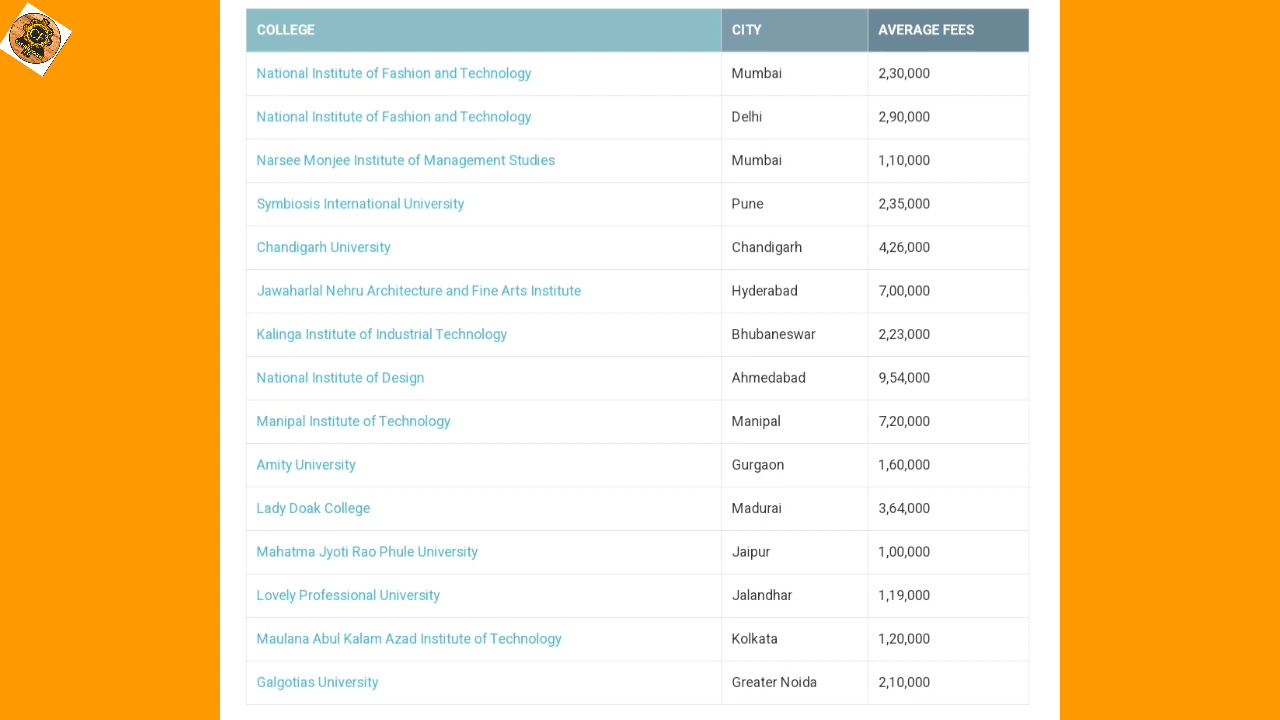 COLLEGE CITY AVERAGE FEES
National Institute of Fashion and Technology Mumbai 2,30,000
National Institute of Fashion and Technology Delhi 2,90,000
Narsee Monjee Institute of Management Studies Mumbai 1,10,000
Symbiosis International University Pune 2,35,000
Chandigarh University Chandigarh 4,26,000
Jawaharlal Nehru Architecture and Fine Arts Institute Hyderabad 7,00,000
Kalinga Institute of Industrial Technology Bhubaneswar 2,23,000
National Institute of Design Ahmedabad 9,54,000
Manipal Institute of Technology Manipal 7,20,000
Amity University Gurgaon 1,60,000
Lady Doak College Madurai 3,64,000
Mahatma Jyoti Rao Phule University Jaipur 1,00,000
Lovely Professional University Jalandhar 1,19,000
Maulana Abul Kalam Azad Institute of Technology Kolkata 1,20,000
Galgotias University Greater Noida 2,10,000